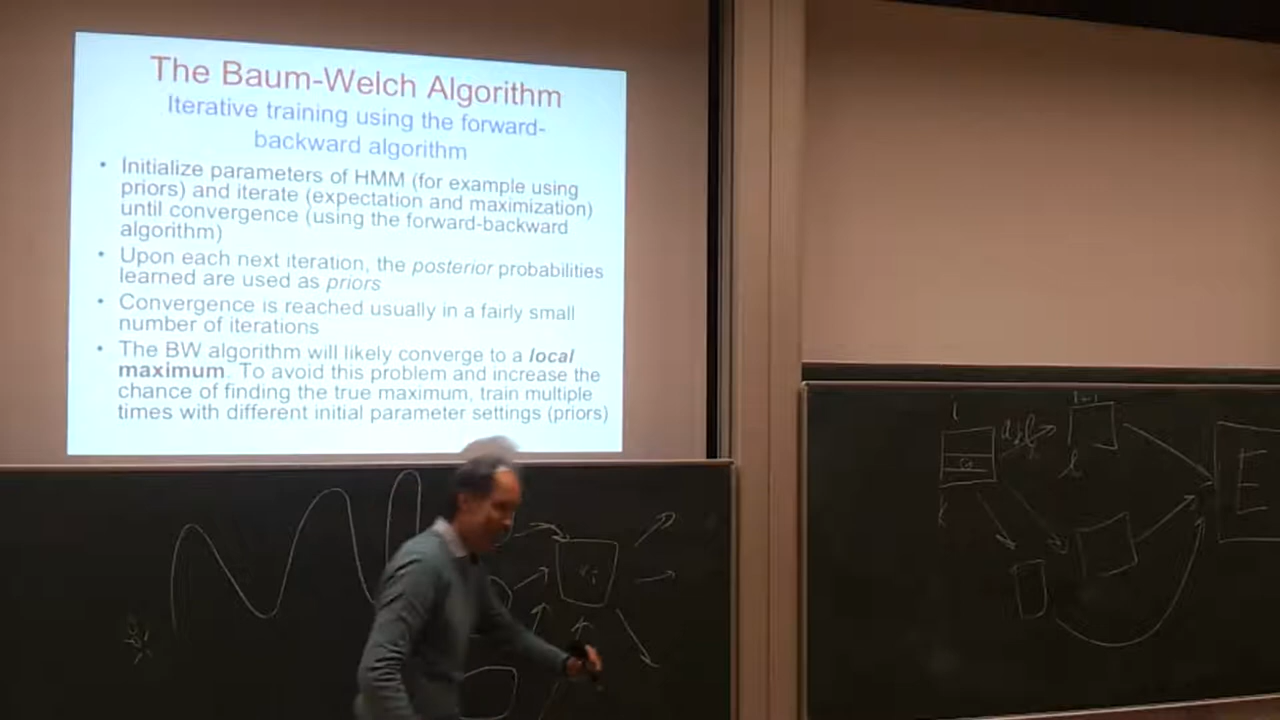 The Baum-Welch Algorithm
Iterative training using the forward-
backward algorithm
• Initialize parameters of HMM (for example using
priors) and iterate (expectation and maximization)
until convergence (using the forward-backward
algorithm)
• Upon each next iteration, the posterior probabilities
learned are used as priors
• Convergence is reached usually in a fairly small
number of iterations
• The BW algorithm will likely converge to a local
maximum. To avoid this problem and increase the
chance of finding the true maximum, train multiple
times with different initial parameter settings (priors)
E